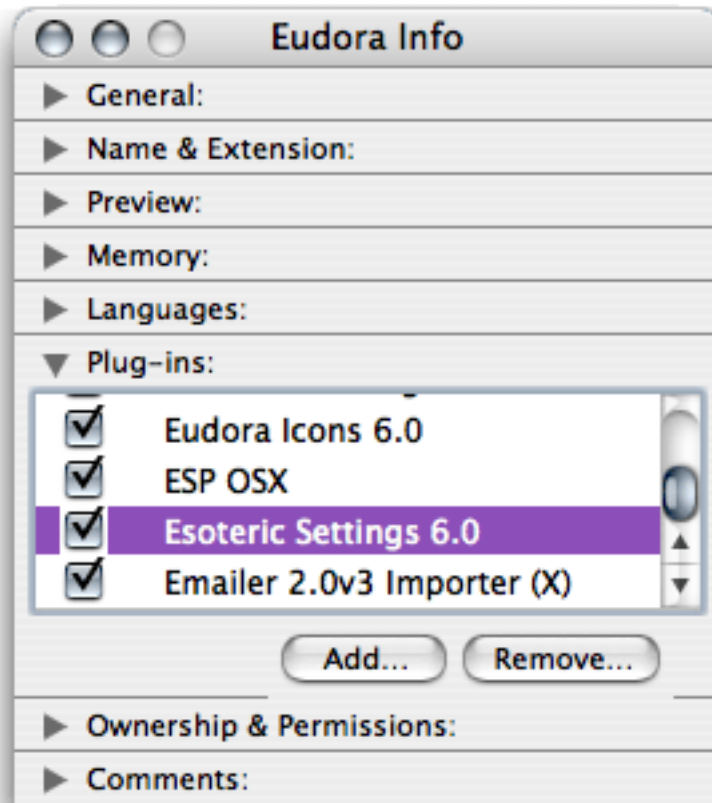 Eudora Info
General:
Name & Extension:
Preview:
Memory:
Languages:
Plug-ins:
Eudora Icons 6.0
ESP OSX
Esoteric Settings 6.0
Emailer 2.0v3 Importer (X)
Add... Remove...
Ownership & Permissions:
Comments: